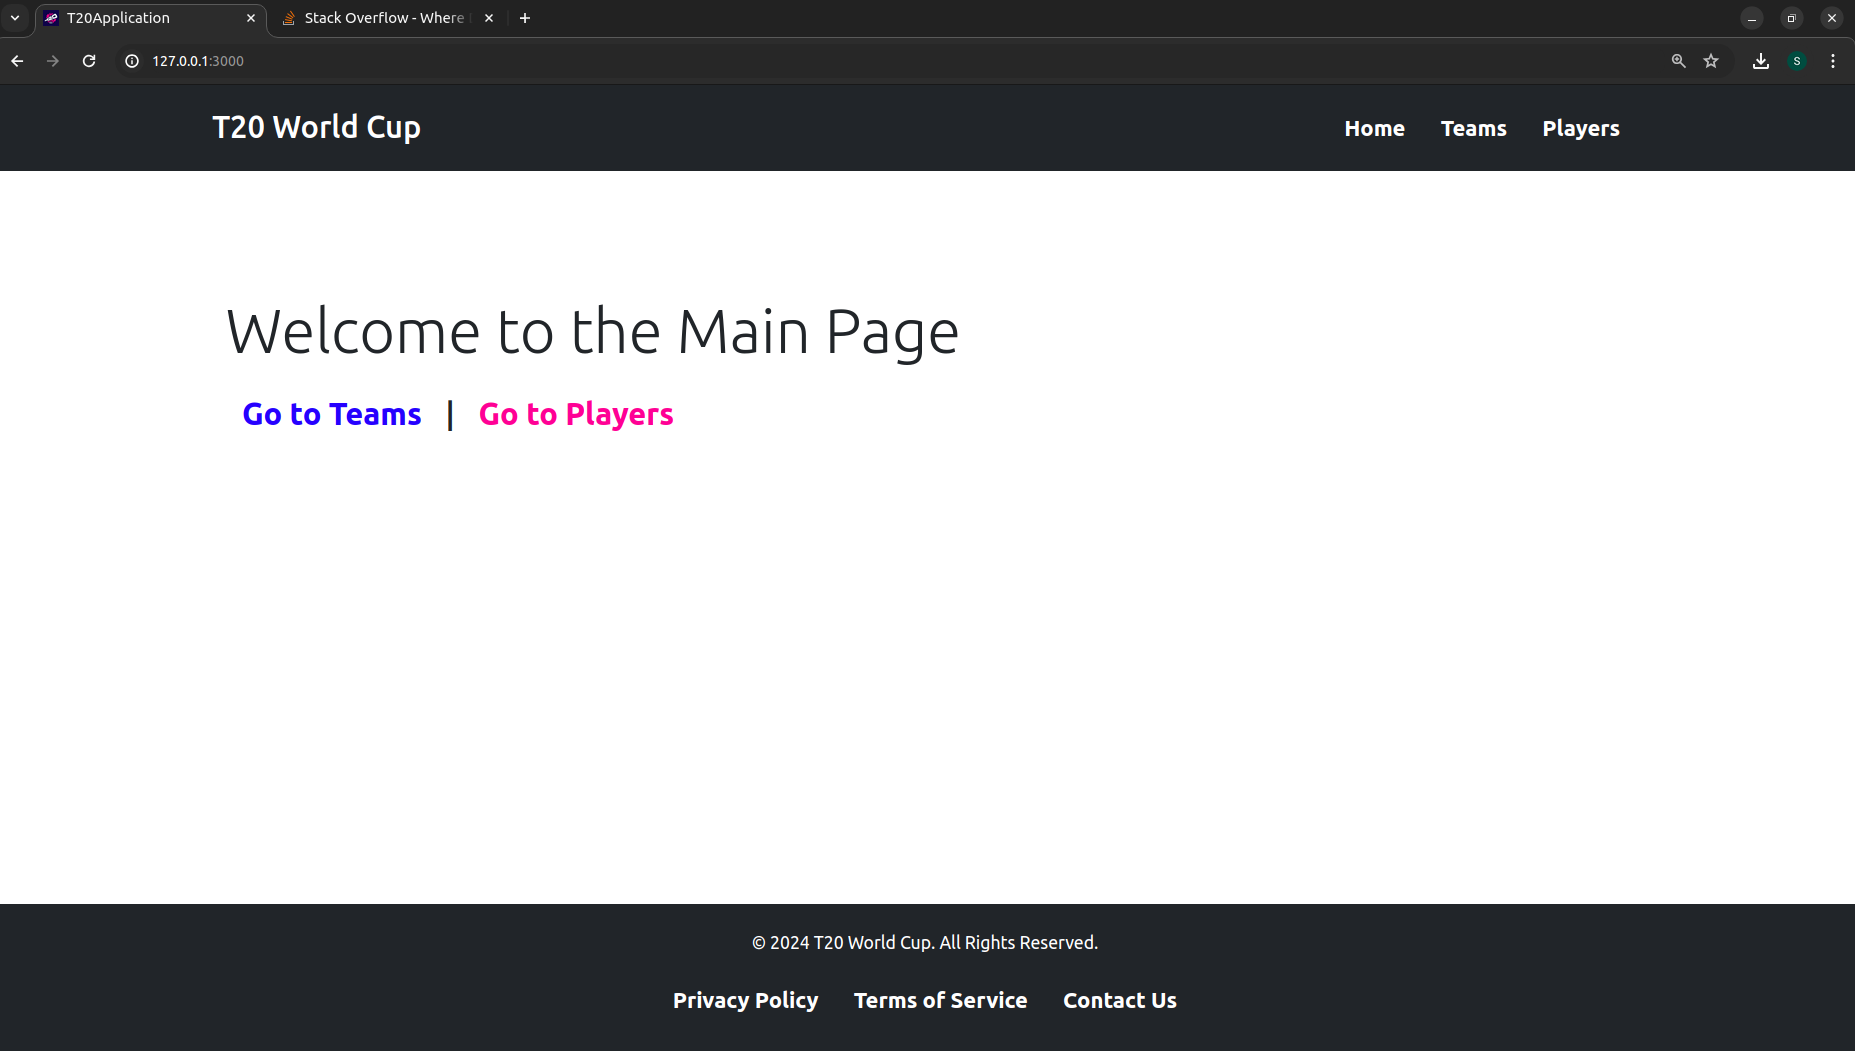 T20Application
Stack Overflow - Where
127.0.0.1:3000
S
T20 World Cup
Home Teams Players
Welcome to the Main Page
Go to Teams | Go to Players
© 2024 T20 World Cup. All Rights Reserved.
Privacy Policy Terms of Service Contact Us